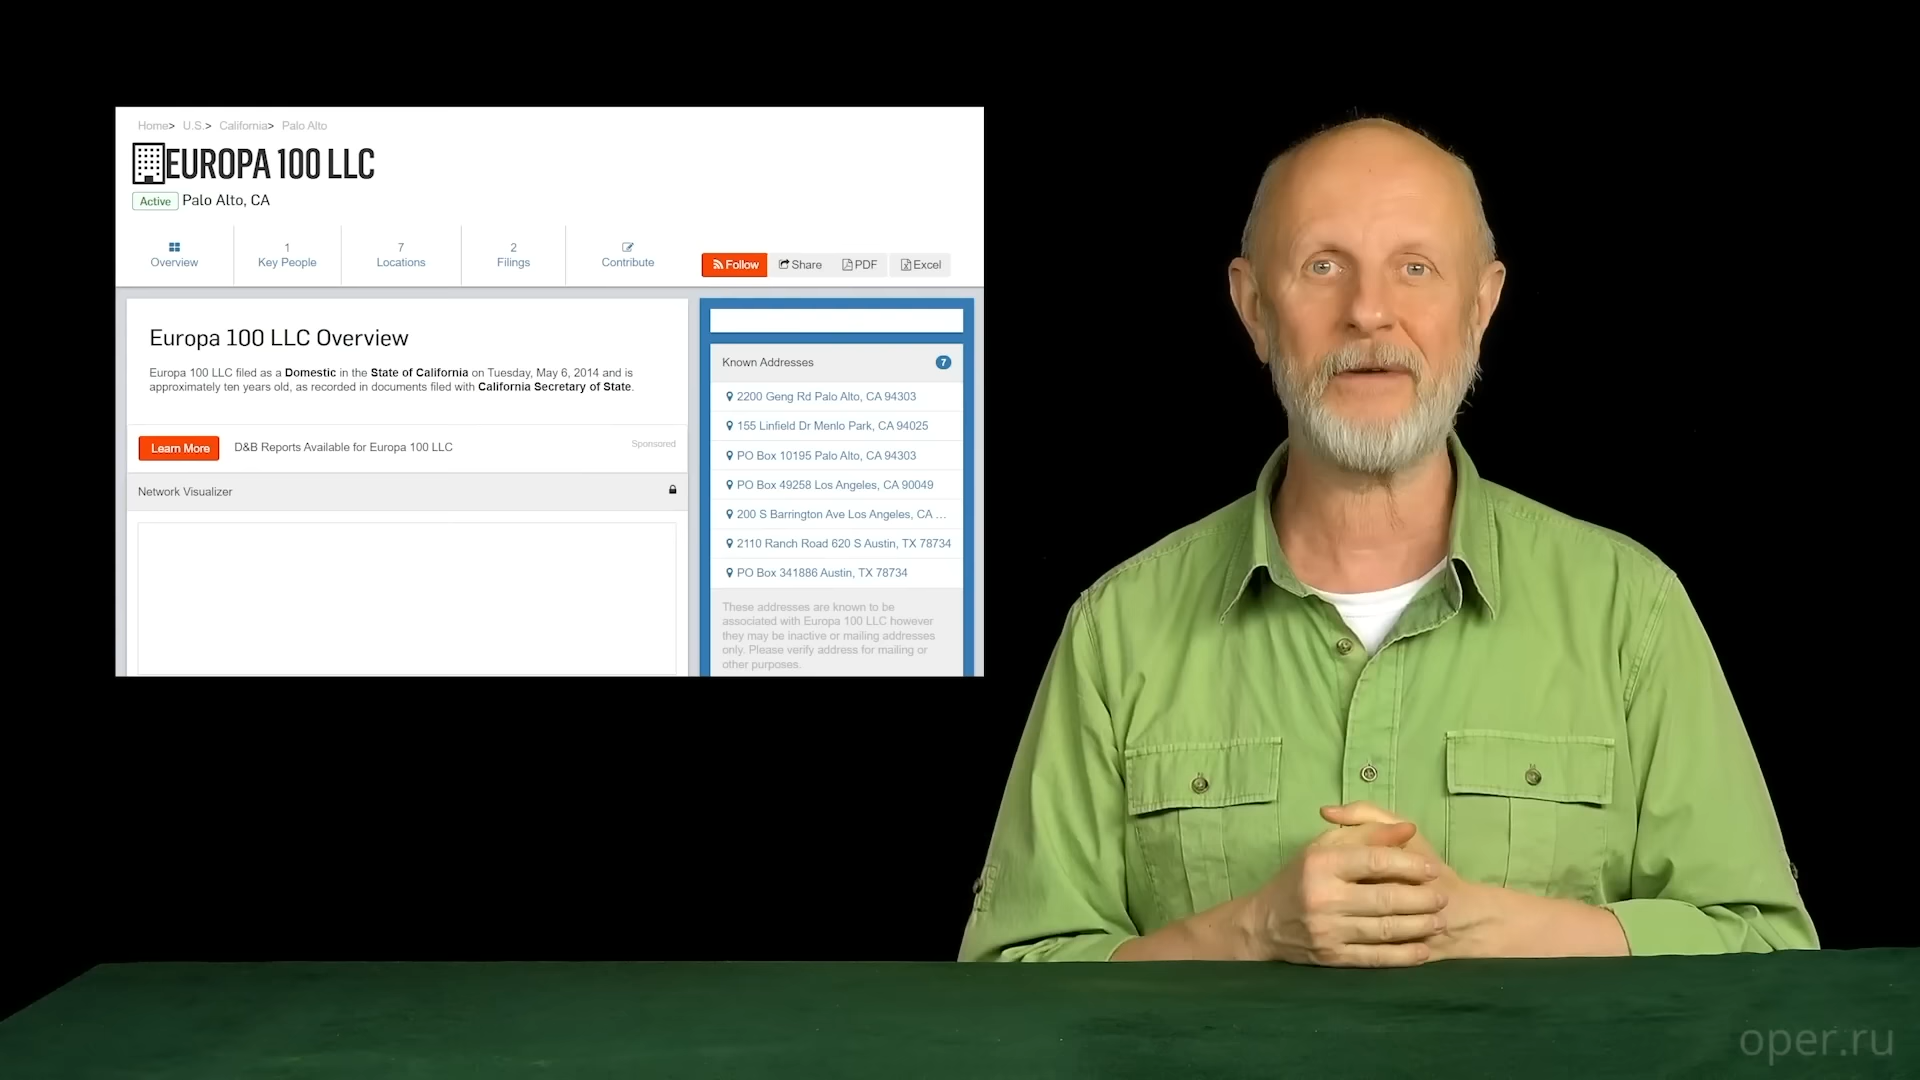 Home> U.S.> California> Palo Alto
EUROPA 100 LLC
Active Palo Alto, CA
Overview
1
Key People
7
Locations
2
Filings
Contribute
Follow
Share
PDF
Excel
Europa 100 LLC Overview
Europa 100 LLC filed as a Domestic in the State of California on Tuesday, May 6, 2014 and is
approximately ten years old, as recorded in documents filed with California Secretary of State.
Learn More
D&B Reports Available for Europa 100 LLC
Sponsored
Network Visualizer
Known Addresses
7
2200 Geng Rd Palo Alto, CA 94303
155 Linfield Dr Menlo Park, CA 94025
PO Box 10195 Palo Alto, CA 94303
PO Box 49258 Los Angeles, CA 90049
200 S Barrington Ave Los Angeles, CA ...
2110 Ranch Road 620 S Austin, TX 78734
PO Box 341886 Austin, TX 78734
These addresses are known to be
associated with Europa 100 LLC however
they may be inactive or mailing addresses
only. Please verify address for mailing or
other purposes.
oper.ru